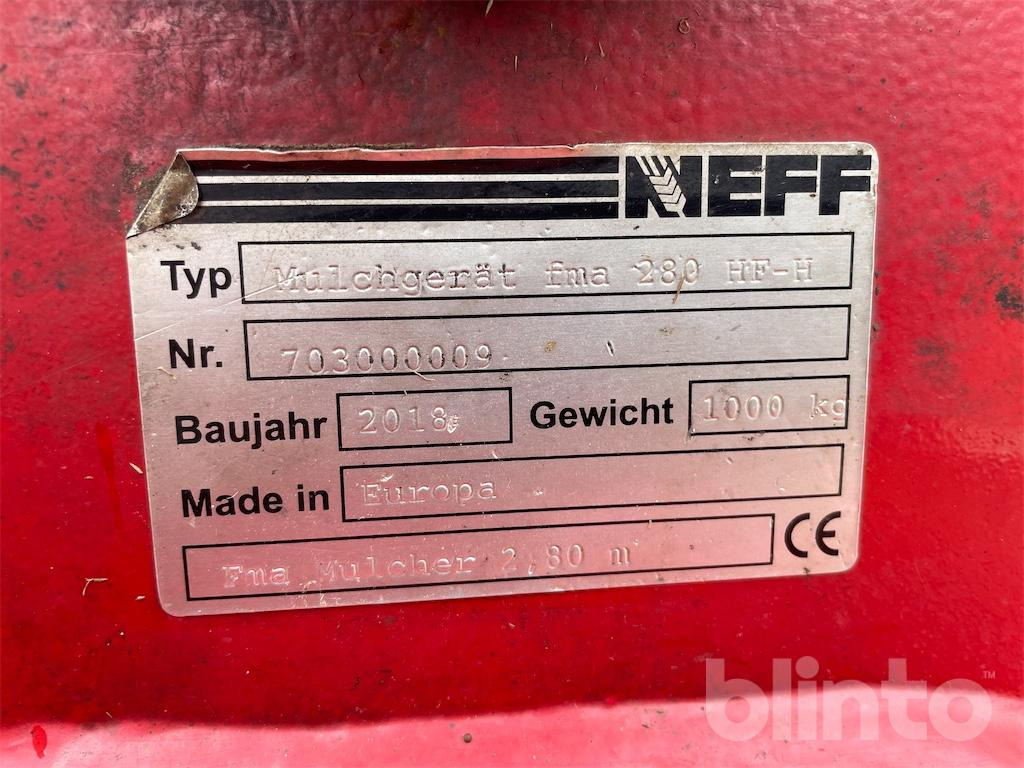 NEFF
Typ Mulchgerät fma 280 HF-H
Nr. 703000009
Baujahr 2018 Gewicht 1000 kg
Made in Europa
Fma Mulcher 2,80 m CE
blinto™